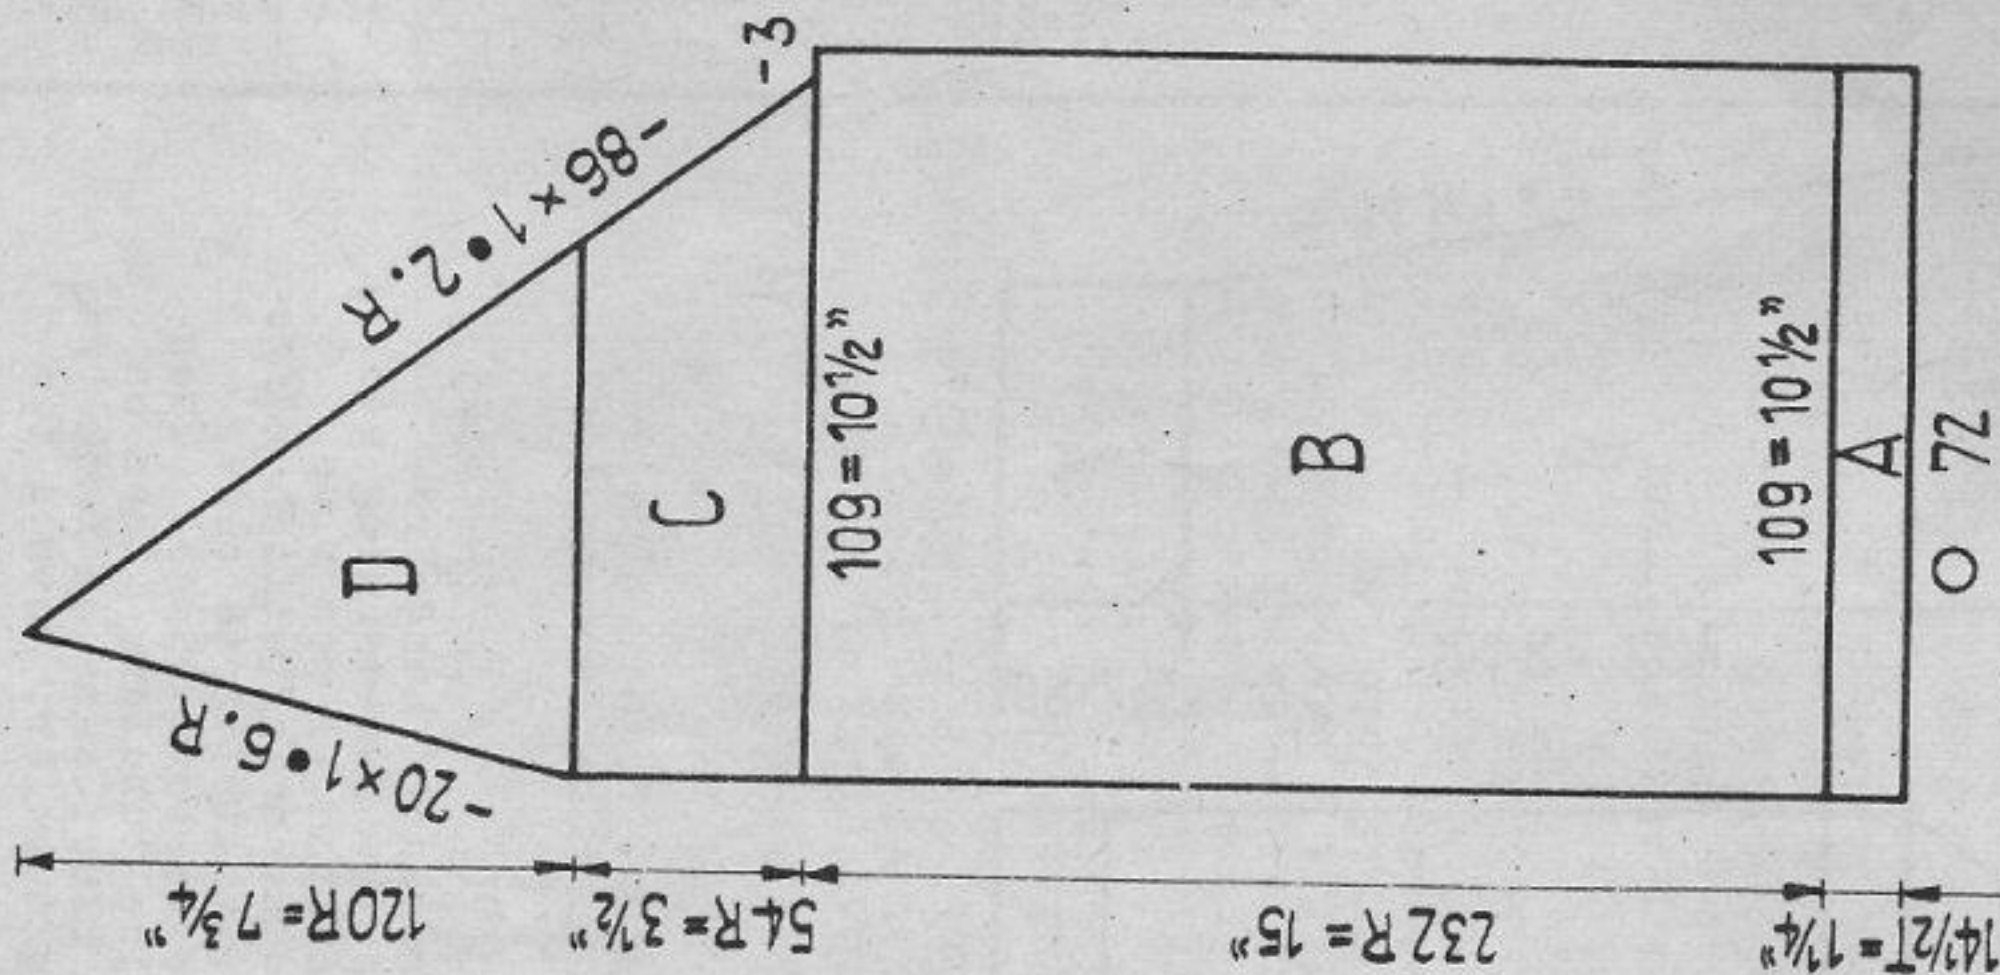 -3
-86×1•2.R
-20×1•6.R
D
C
109=10½"
B
109=10½"
A
O 72
120R=7¾"
54R=3½"
232R=15"
14½T=1¼"